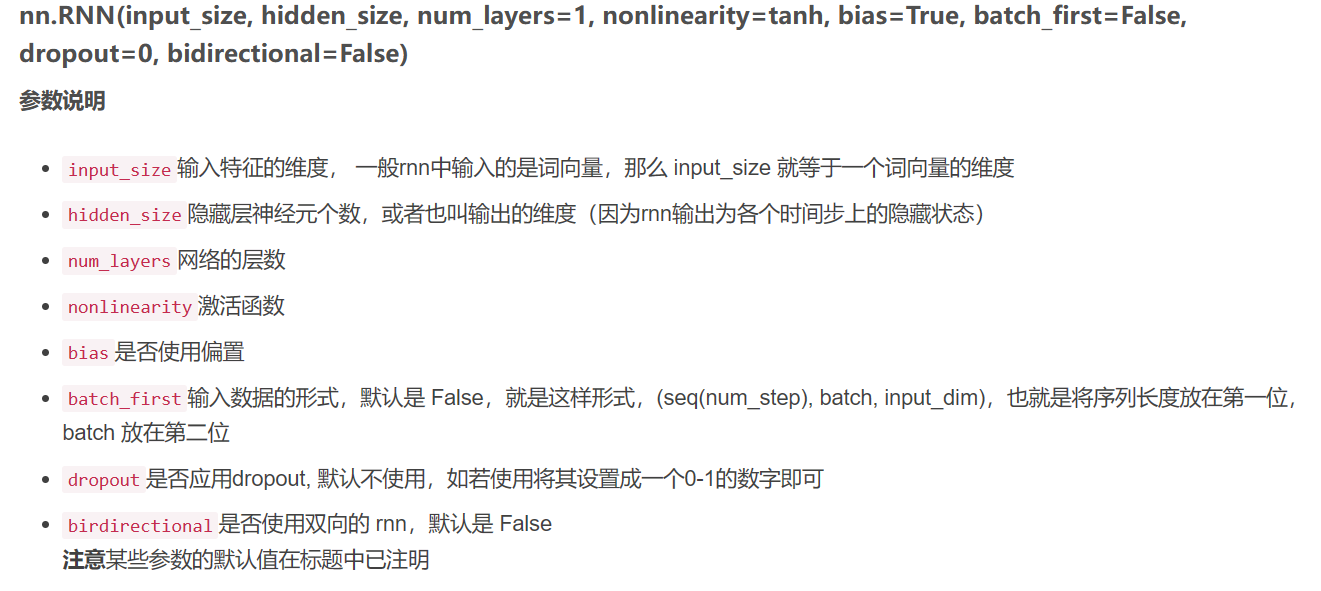 nn.RNN(input_size, hidden_size, num_layers=1, nonlinearity=tanh, bias=True, batch_first=False,
dropout=0, bidirectional=False)
参数说明
input_size 输入特征的维度， 一般rnn中输入的是词向量，那么 input_size 就等于一个词向量的维度
hidden_size 隐藏层神经元个数，或者也叫输出的维度（因为rnn输出为各个时间步上的隐藏状态）
num_layers 网络的层数
nonlinearity 激活函数
bias 是否使用偏置
batch_first 输入数据的形式，默认是 False，就是这样形式，(seq(num_step), batch, input_dim)，也就是将序列长度放在第一位，
batch 放在第二位
dropout 是否应用dropout, 默认不使用，如若使用将其设置成一个0-1的数字即可
birdirectional 是否使用双向的 rnn，默认是 False
注意某些参数的默认值在标题中已注明